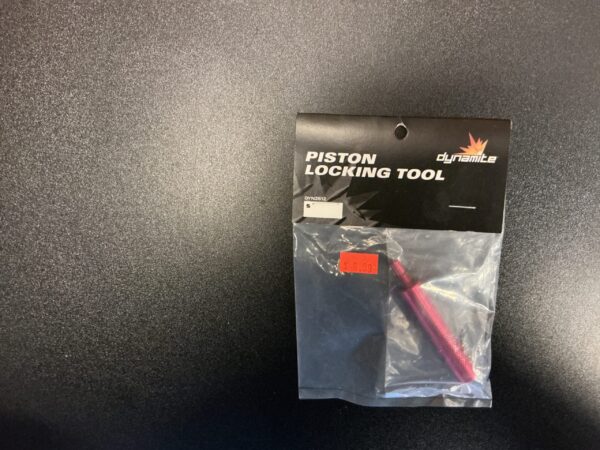 PISTON
LOCKING TOOL
dynamite
S